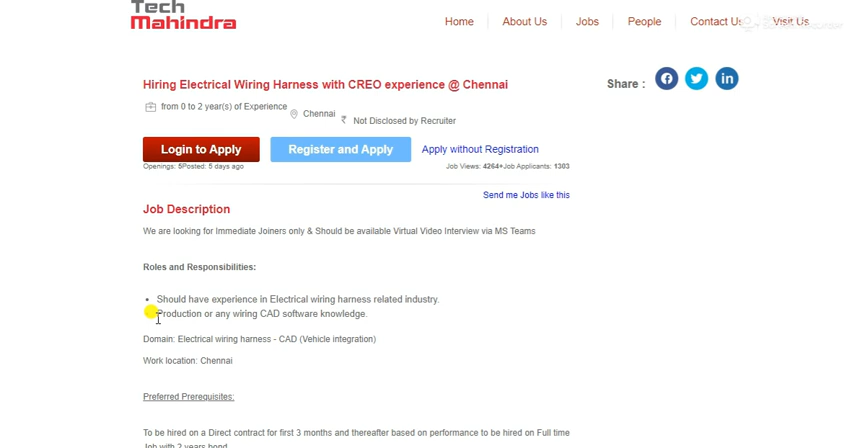 Tech
Mahindra
Home About Us Jobs People Contact Us Visit Us
Hiring Electrical Wiring Harness with CREO experience @ Chennai
Share :
from 0 to 2 year(s) of Experience Chennai ₹ Not Disclosed by Recruiter
Login to Apply Register and Apply Apply without Registration
Openings: 5Posted: 5 days ago Job Views: 4264•Job Applicants: 1303
Send me Jobs like this
Job Description
We are looking for Immediate Joiners only & Should be available Virtual Video Interview via MS Teams
Roles and Responsibilities:
• Should have experience in Electrical wiring harness related industry.
Production or any wiring CAD software knowledge.
Domain: Electrical wiring harness - CAD (Vehicle integration)
Work location: Chennai
Preferred Prerequisites:
To be hired on a Direct contract for first 3 months and thereafter based on performance to be hired on Full time
Job with 2 years bond